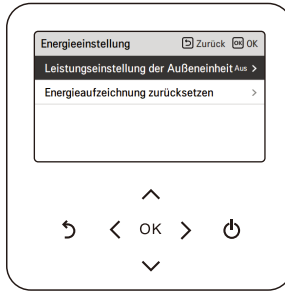 Energieeinstellung Zurück OK OK
Leistungseinstellung der Außeneinheit Aus >
Energieaufzeichnung zurücksetzen >
OK